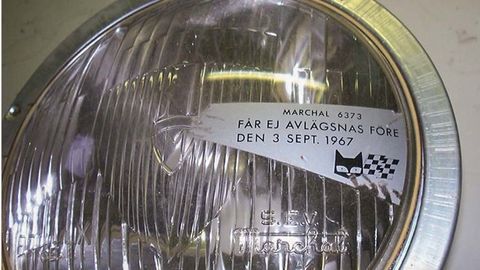 MARCHAL 6373
FÅR EJ AVLÄGSNAS FÖRE
DEN 3 SEPT. 1967
S.E.V.
Marchal